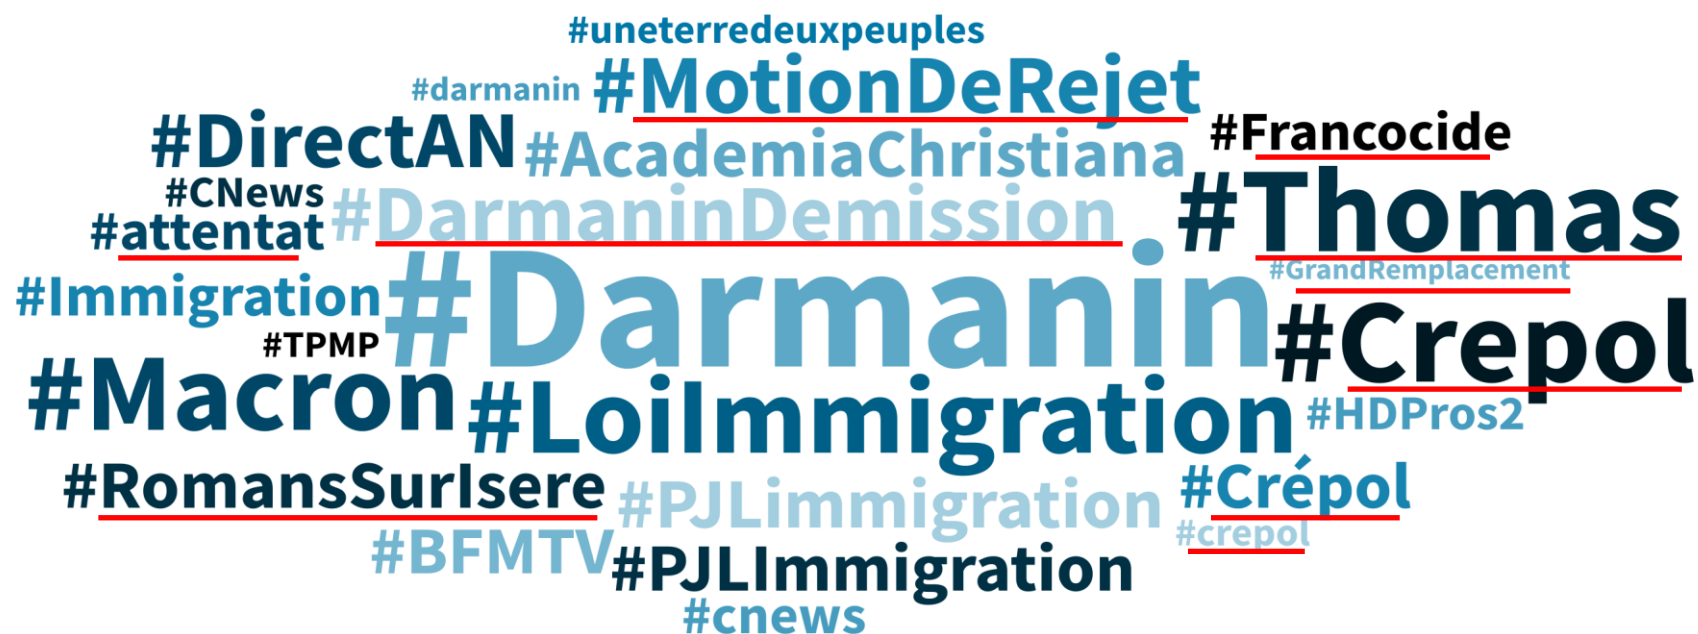 #uneterredeuxpeuples
#darmanin #MotionDeRejet
#DirectAN #AcademiaChristiana #Francocide
#CNews #DarmaninDemission #Thomas
#attentat
#Immigration #Darmanin #GrandRemplacement
#TPMP #Crepol
#Macron #LoiImmigration #HDPros2
#RomansSurIsere #PJLimmigration #Crépol
#BFMTV #PJLImmigration #crepol
#cnews